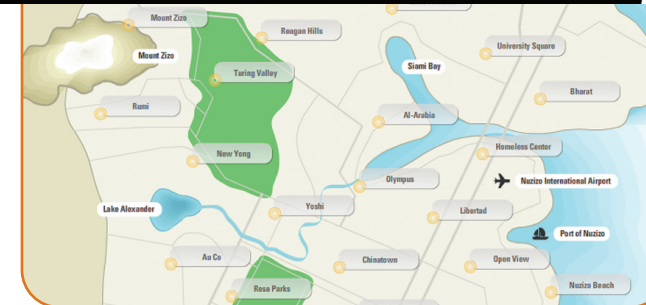 Mount Zizo
Reagan Hills
University Square
Mount Zizo
Siami Bay
Turing Valley
Bharat
Rumi
Al-Arabia
Homeless Center
New Yong
Olympus
Nuzizo International Airport
Lake Alexander
Yoshi
Libertad
Port of Nuzizo
Au Co
Chinatown
Open View
Rosa Parks
Nuzizo Beach